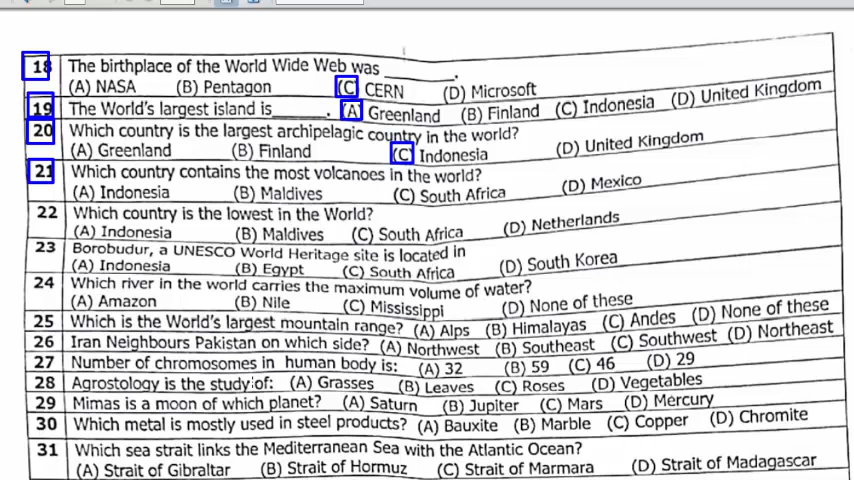 18 The birthplace of the World Wide Web was ________.
(A) NASA (B) Pentagon (C) CERN (D) Microsoft
19 The World's largest island is_______. (A) Greenland (B) Finland (C) Indonesia (D) United Kingdom
20 Which country is the largest archipelagic country in the world?
(A) Greenland (B) Finland (C) Indonesia (D) United Kingdom
21 Which country contains the most volcanoes in the world?
(A) Indonesia (B) Maldives (C) South Africa (D) Mexico
22 Which country is the lowest in the World?
(A) Indonesia (B) Maldives (C) South Africa (D) Netherlands
23 Borobudur, a UNESCO World Heritage site is located in
(A) Indonesia (B) Egypt (C) South Africa (D) South Korea
24 Which river in the world carries the maximum volume of water?
(A) Amazon (B) Nile (C) Mississippi (D) None of these
25 Which is the World's largest mountain range? (A) Alps (B) Himalayas (C) Andes (D) None of these
26 Iran Neighbours Pakistan on which side? (A) Northwest (B) Southeast (C) Southwest (D) Northeast
27 Number of chromosomes in human body is: (A) 32 (B) 59 (C) 46 (D) 29
28 Agrostology is the study of: (A) Grasses (B) Leaves (C) Roses (D) Vegetables
29 Mimas is a moon of which planet? (A) Saturn (B) Jupiter (C) Mars (D) Mercury
30 Which metal is mostly used in steel products? (A) Bauxite (B) Marble (C) Copper (D) Chromite
31 Which sea strait links the Mediterranean Sea with the Atlantic Ocean?
(A) Strait of Gibraltar (B) Strait of Hormuz (C) Strait of Marmara (D) Strait of Madagascar